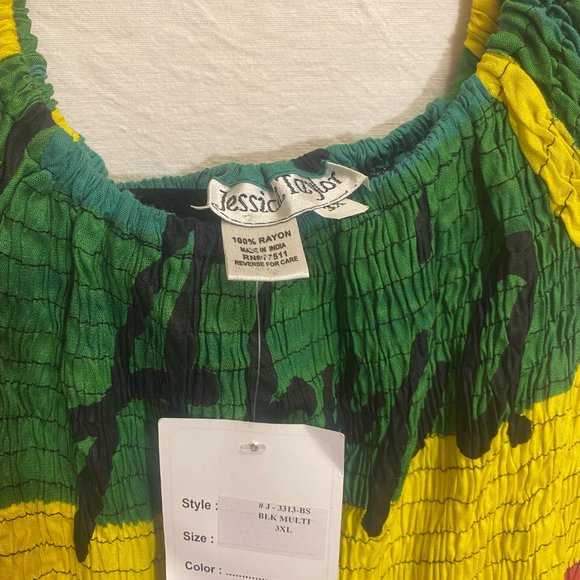 Jessica Taylor
3X
100% RAYON
MADE IN INDIA
RN# 77511
REVERSE FOR CARE
Style :
# J - 3313-BS
BLK MULTI
3XL
Size :
Color : ............